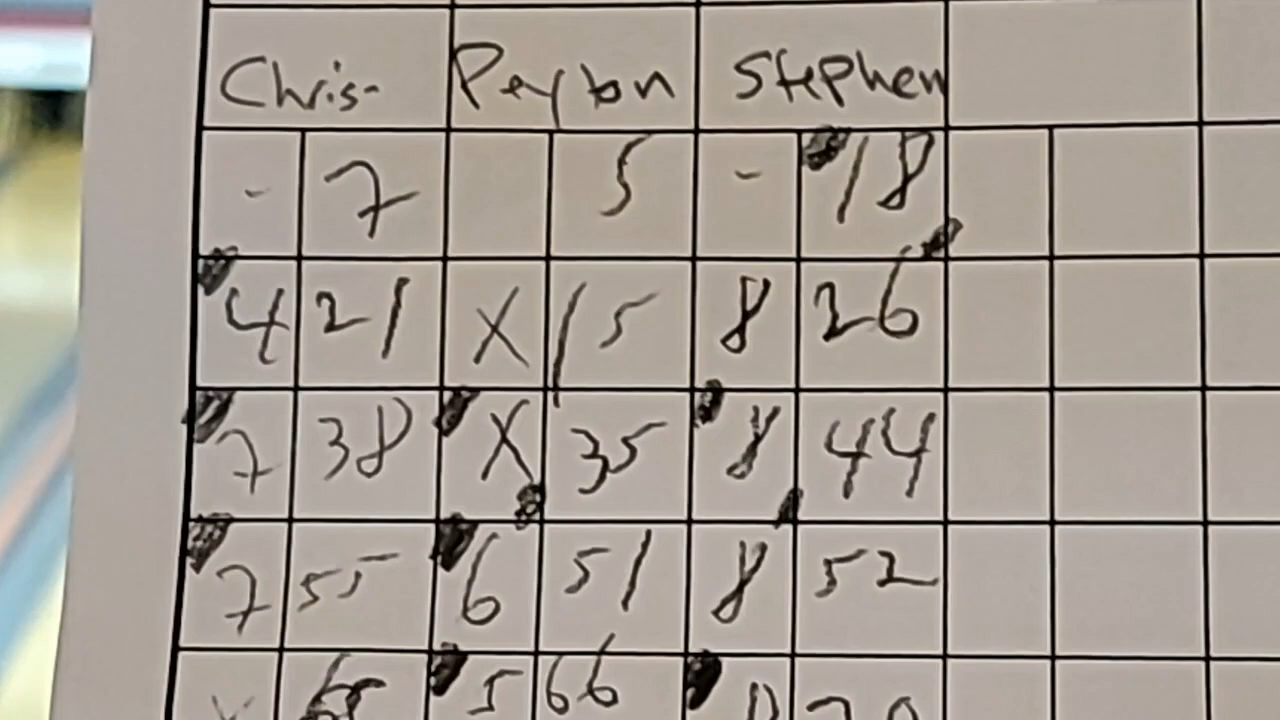 Chris Peyton Stephen
- 7 5 - 18
4 21 X 15 8 26
7 38 X 35 8 44
7 55 6 51 8 52
X 65 5 66